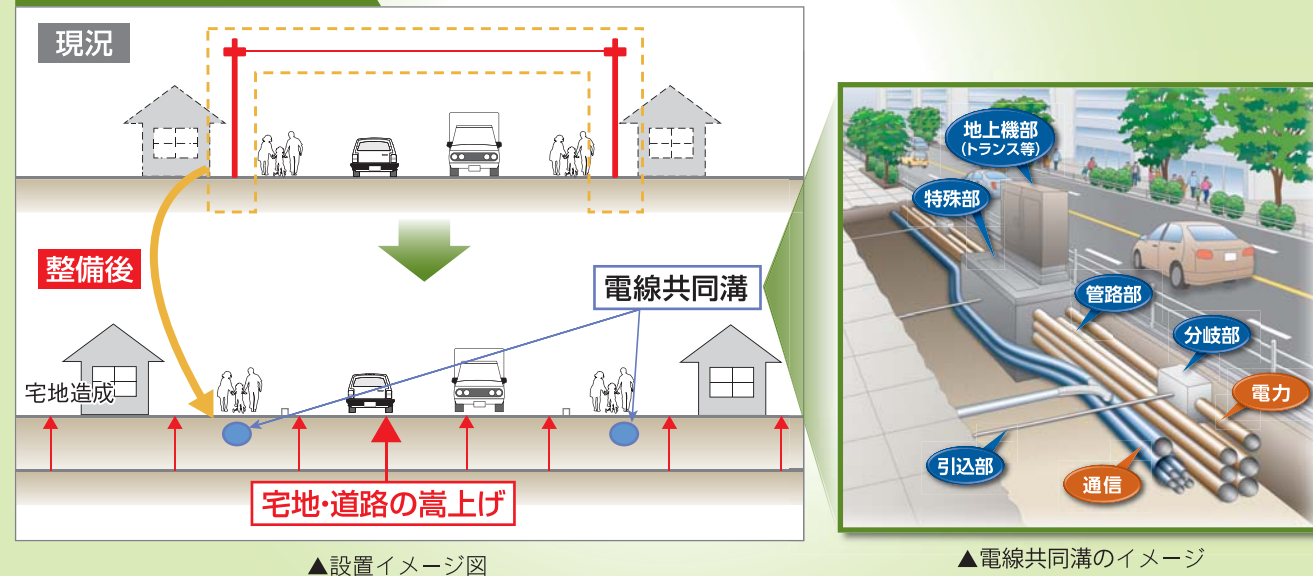 現況
整備後
電線共同溝
宅地造成
宅地・道路の嵩上げ
▲設置イメージ図
地上機部
(トランス等)
特殊部
管路部
分岐部
電力
引込部
通信
▲電線共同溝のイメージ